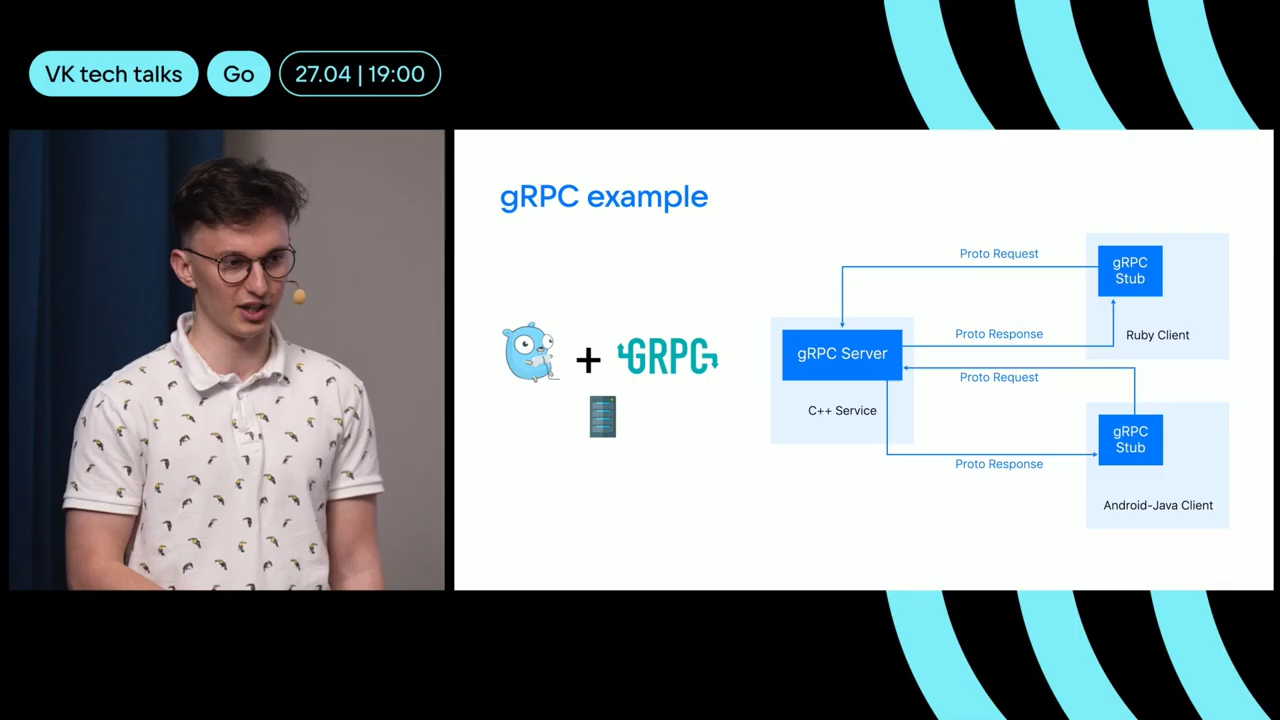 VK tech talks
Go
27.04 | 19:00
gRPC example
GRPC
Proto Request
gRPC
Stub
Ruby Client
Proto Response
gRPC Server
C++ Service
Proto Request
gRPC
Stub
Proto Response
Android-Java Client